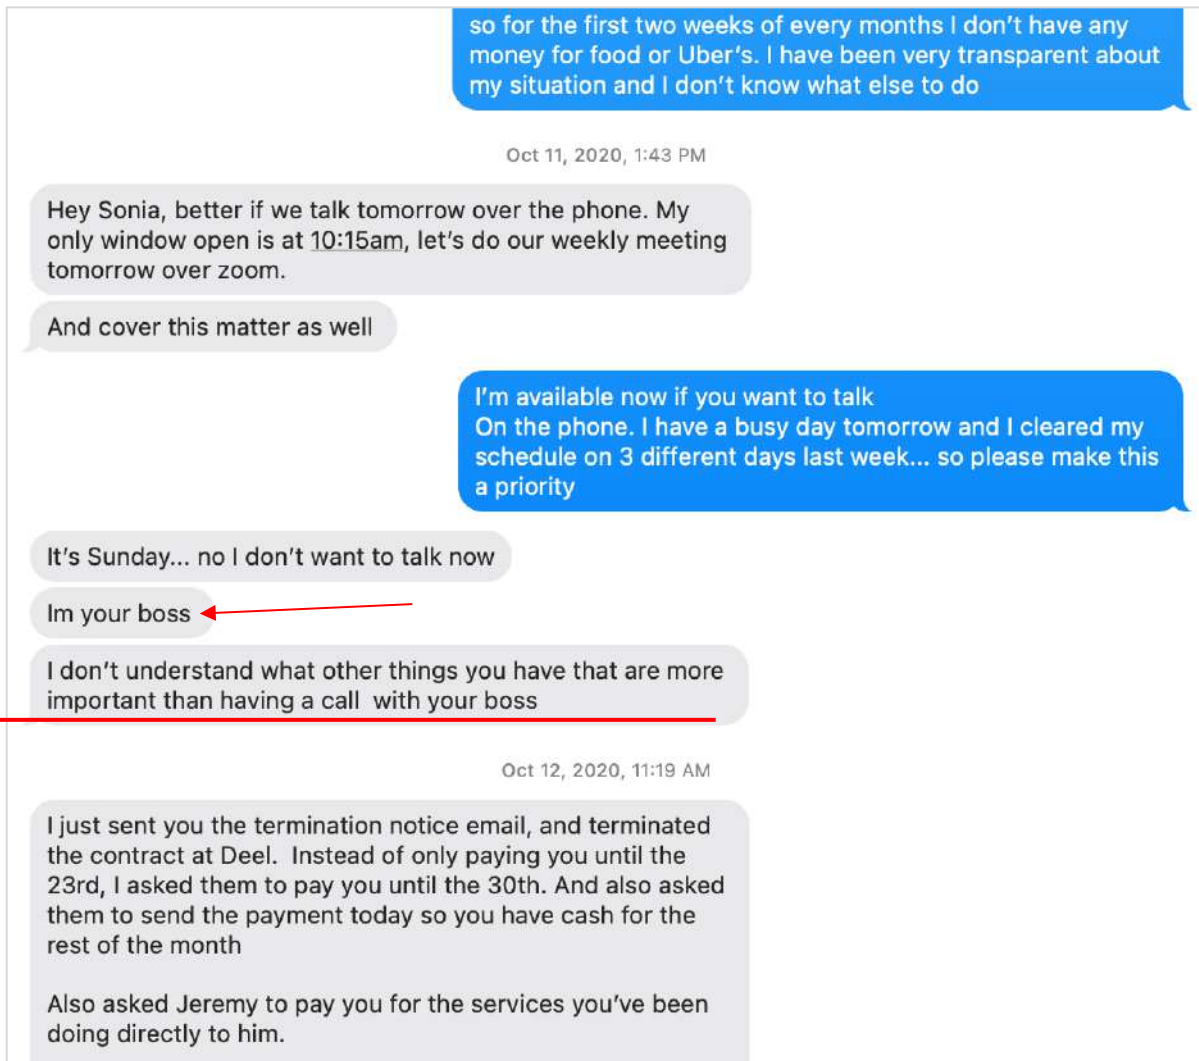 so for the first two weeks of every months I don't have any
money for food or Uber's. I have been very transparent about
my situation and I don't know what else to do
Oct 11, 2020, 1:43 PM
Hey Sonia, better if we talk tomorrow over the phone. My
only window open is at 10:15am, let's do our weekly meeting
tomorrow over zoom.
And cover this matter as well
I'm available now if you want to talk
On the phone. I have a busy day tomorrow and I cleared my
schedule on 3 different days last week... so please make this
a priority
It's Sunday... no I don't want to talk now
Im your boss
I don't understand what other things you have that are more
important than having a call  with your boss
Oct 12, 2020, 11:19 AM
I just sent you the termination notice email, and terminated
the contract at Deel.  Instead of only paying you until the
23rd, I asked them to pay you until the 30th. And also asked
them to send the payment today so you have cash for the
rest of the month
Also asked Jeremy to pay you for the services you've been
doing directly to him.